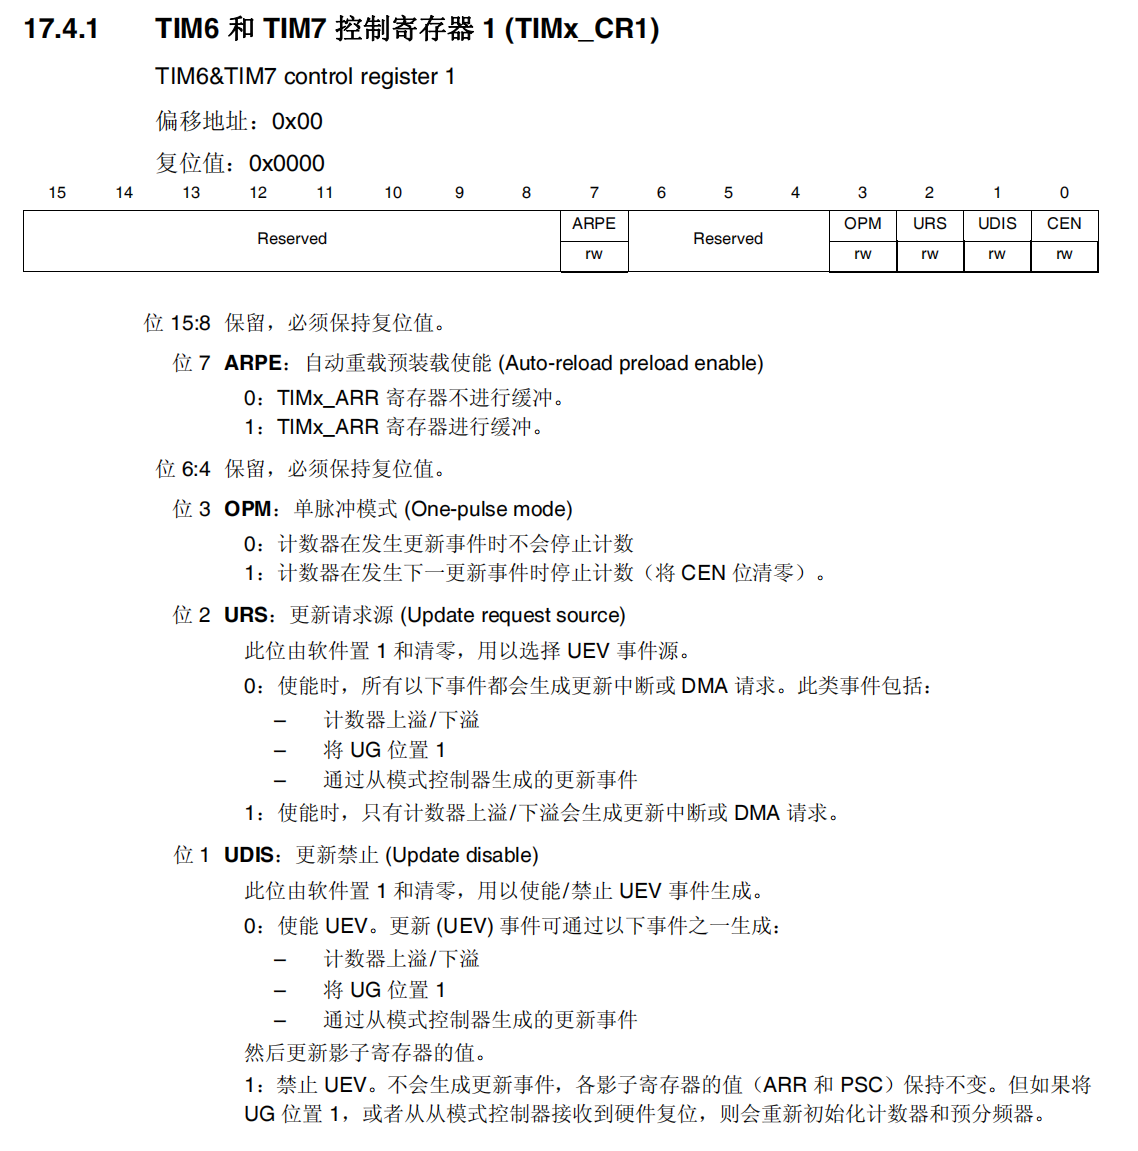 17.4.1 TIM6 和 TIM7 控制寄存器 1 (TIMx_CR1)
TIM6&TIM7 control register 1
偏移地址：0x00
复位值：0x0000
15 14 13 12 11 10 9 8 7 6 5 4 3 2 1 0
Reserved ARPE Reserved OPM URS UDIS CEN
rw rw rw rw rw
位 15:8 保留，必须保持复位值。
位 7 ARPE：自动重载预装载使能 (Auto-reload preload enable)
0：TIMx_ARR 寄存器不进行缓冲。
1：TIMx_ARR 寄存器进行缓冲。
位 6:4 保留，必须保持复位值。
位 3 OPM：单脉冲模式 (One-pulse mode)
0：计数器在发生更新事件时不会停止计数
1：计数器在发生下一更新事件时停止计数（将 CEN 位清零）。
位 2 URS：更新请求源 (Update request source)
此位由软件置 1 和清零，用以选择 UEV 事件源。
0：使能时，所有以下事件都会生成更新中断或 DMA 请求。此类事件包括：
– 计数器上溢/下溢
– 将 UG 位置 1
– 通过从模式控制器生成的更新事件
1：使能时，只有计数器上溢/下溢会生成更新中断或 DMA 请求。
位 1 UDIS：更新禁止 (Update disable)
此位由软件置 1 和清零，用以使能/禁止 UEV 事件生成。
0：使能 UEV。更新 (UEV) 事件可通过以下事件之一生成：
– 计数器上溢/下溢
– 将 UG 位置 1
– 通过从模式控制器生成的更新事件
然后更新影子寄存器的值。
1：禁止 UEV。不会生成更新事件，各影子寄存器的值（ARR 和 PSC）保持不变。但如果将
UG 位置 1，或者从从模式控制器接收到硬件复位，则会重新初始化计数器和预分频器。